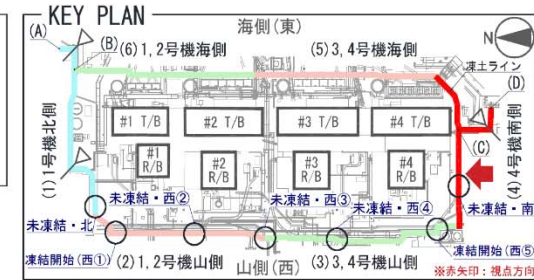 KEY PLAN
海側(東)
N
(A)
(B)
(6)1,2号機海側
(5)3,4号機海側
凍土ライン
(D)
(C)
(1)1号機北側
(4)4号機南側
#1 T/B
#2 T/B
#3 T/B
#4 T/B
#1
R/B
#2
R/B
#3
R/B
#4
R/B
未凍結・北
未凍結・西②
未凍結・西③
未凍結・西④
未凍結・南
凍結開始(西①)
(2)1,2号機山側
山側(西)
(3)3,4号機山側
凍結開始(西⑤)
※赤矢印:視点方向